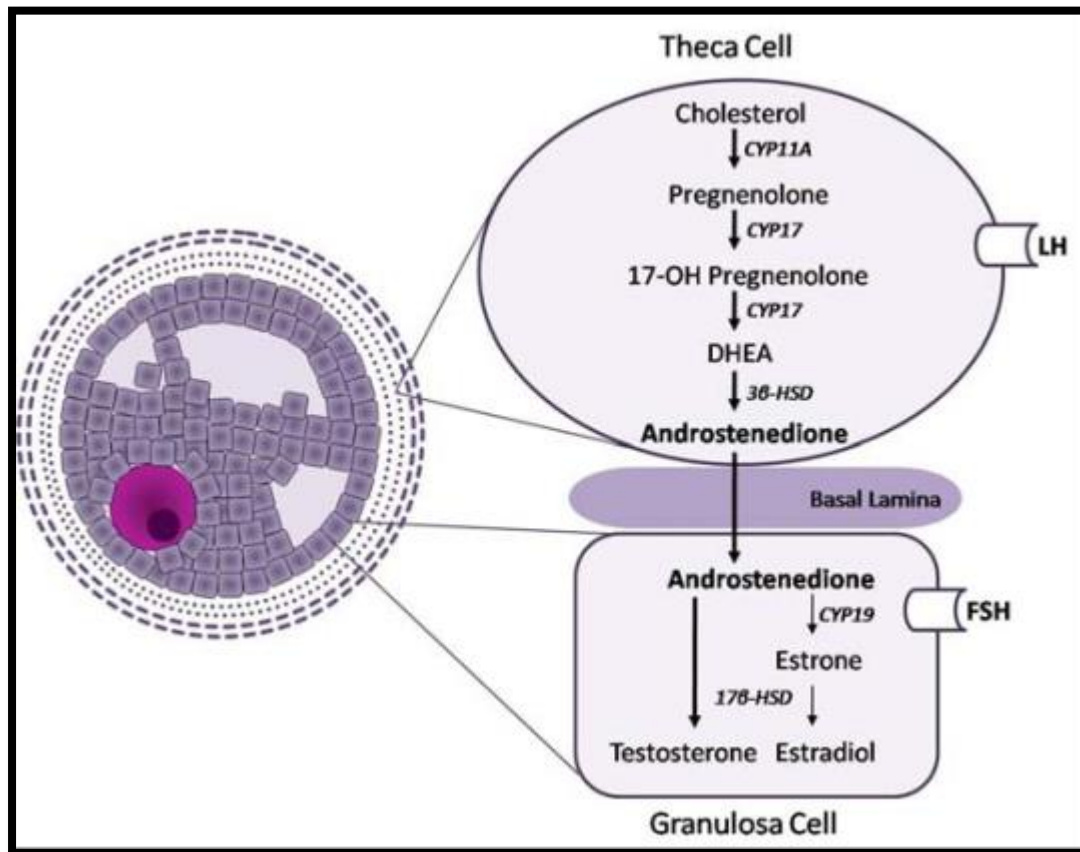 Theca Cell
Cholesterol
CYP11A
Pregnenolone
CYP17
LH
17-OH Pregnenolone
CYP17
DHEA
3β-HSD
Androstenedione
Basal Lamina
Androstenedione
CYP19
FSH
Estrone
17β-HSD
Testosterone Estradiol
Granulosa Cell